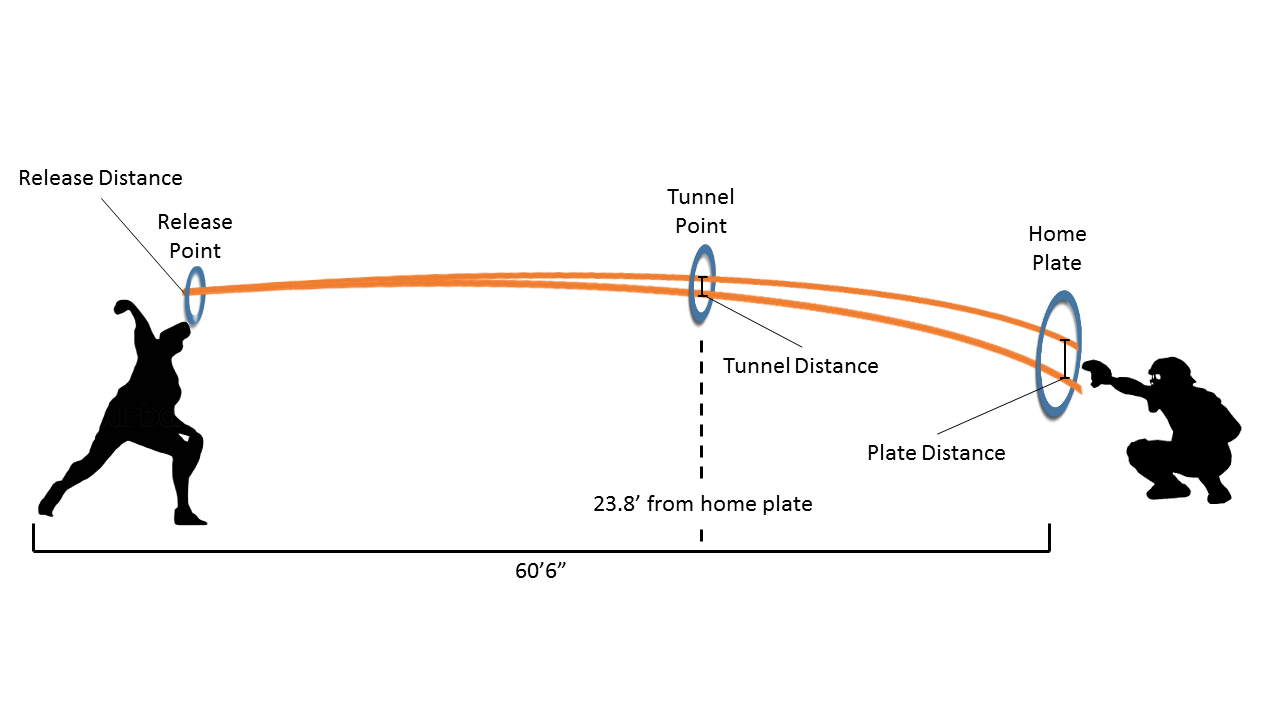 Release Distance
Release
Point
Tunnel
Point
Home
Plate
Tunnel Distance
Plate Distance
23.8’ from home plate
60’6”